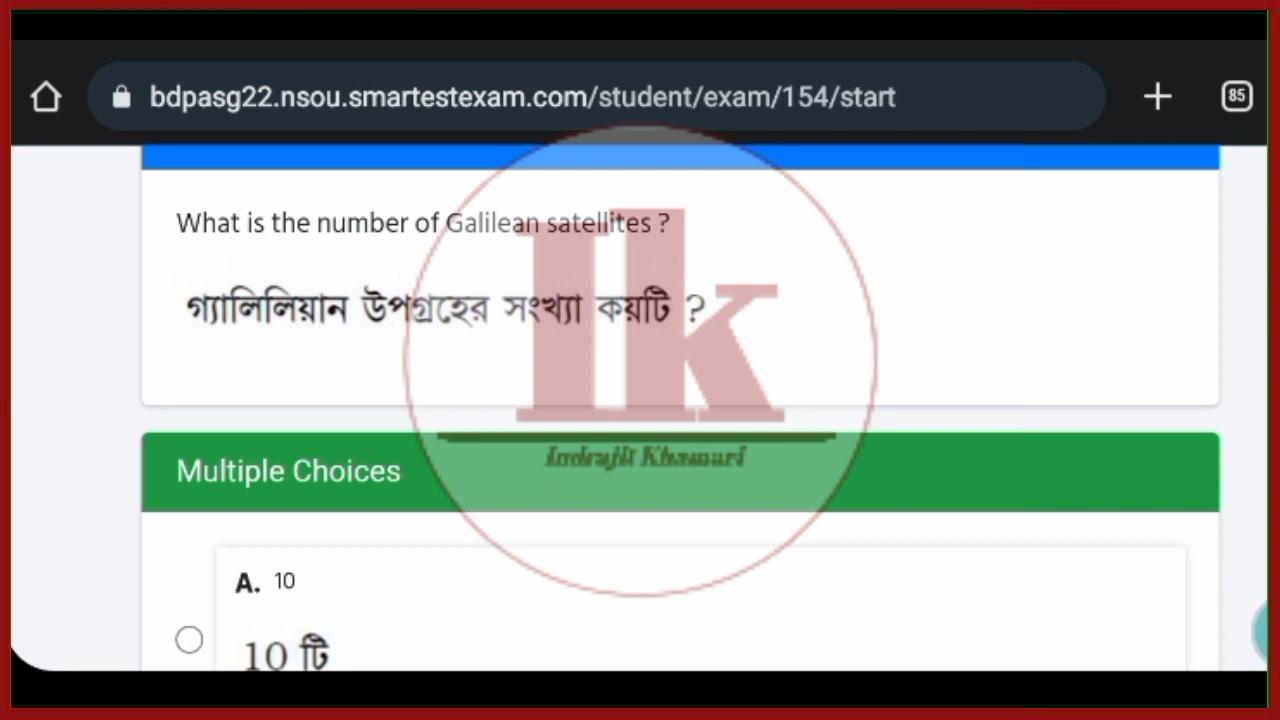 bdpasg22.nsou.smartestexam.com/student/exam/154/start
85
What is the number of Galilean satellites ?
গ্যালিলিয়ান উপগ্রহের সংখ্যা কয়টি ?
Ik
Indrajit Khamuri
Multiple Choices
A. 10
10 টি